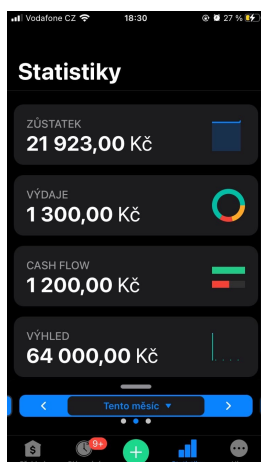 Vodafone CZ 18:30 27 %
Statistiky
ZŮSTATEK
21 923,00 Kč
VÝDAJE
1 300,00 Kč
CASH FLOW
1 200,00 Kč
VÝHLED
64 000,00 Kč
Tento měsíc
9+